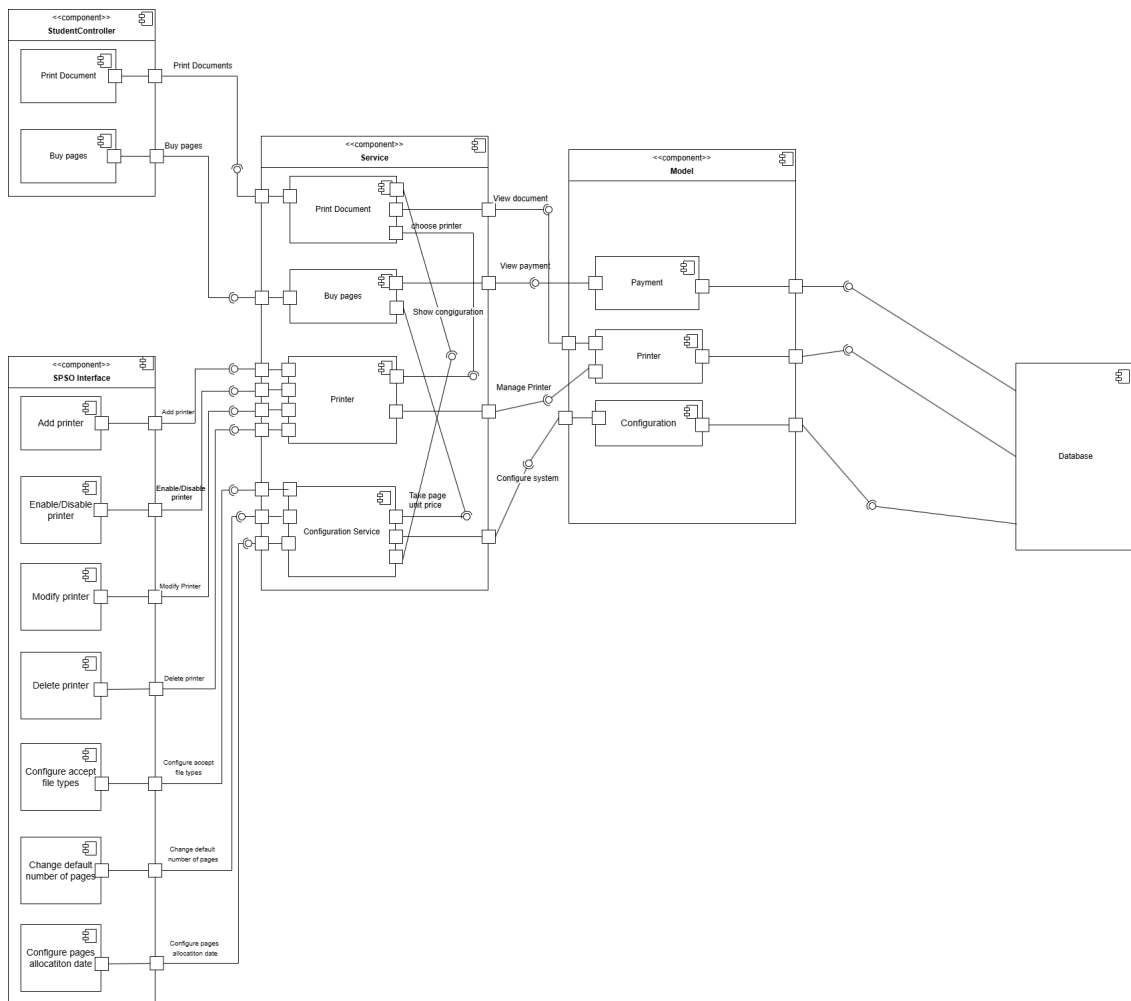 <<component>>
StudentController
Print Document
Buy pages
Print Documents
Buy pages
<<component>>
Service
Print Document
choose printer
Buy pages
Show congiguration
Printer
Take page
unit price
Configuration Service
View document
View payment
Manage Printer
Configure system
<<component>>
Model
Payment
Printer
Configuration
Database
<<component>>
SPSO Interface
Add printer
Add printer
Enable/Disable
printer
Enable/Disable
printer
Modify printer
Modify Printer
Delete printer
Delete printer
Configure accept
file types
Configure accept
file types
Change default
number of pages
Change default
number of pages
Configure pages
allocatiton date
Configure pages
allocatiton date